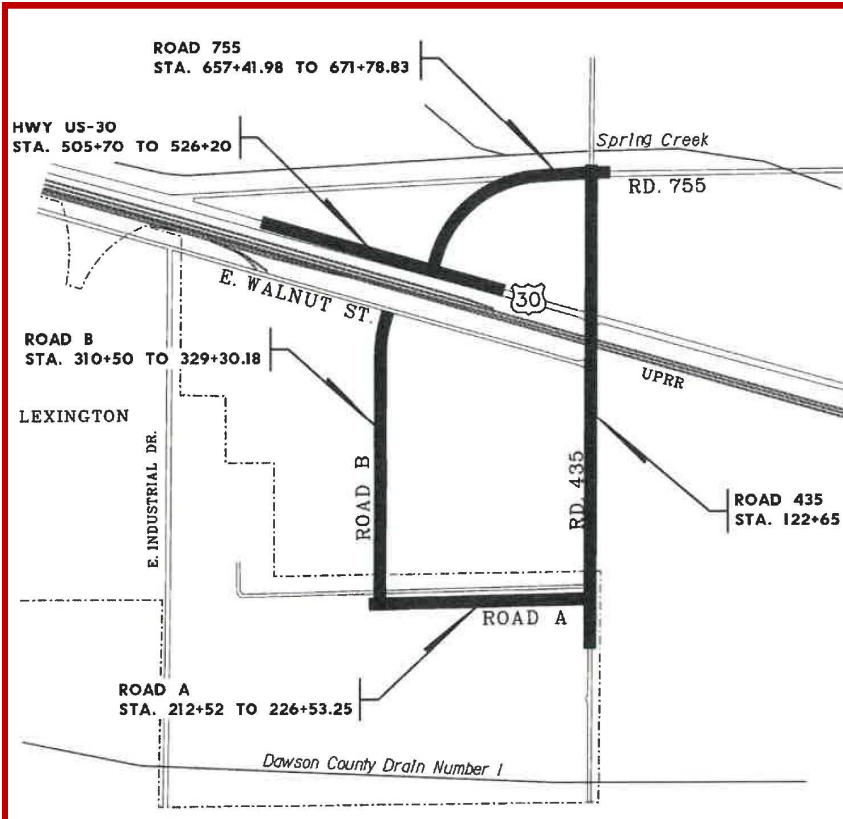 ROAD 755
STA. 657+41.98 TO 671+78.83
HWY US-30
STA. 505+70 TO 526+20
Spring Creek
RD. 755
30
E. WALNUT ST.
ROAD B
STA. 310+50 TO 329+30.18
UPRR
LEXINGTON
E. INDUSTRIAL DR.
ROAD B
RD. 435
ROAD 435
STA. 122+65
ROAD A
ROAD A
STA. 212+52 TO 226+53.25
Dawson County Drain Number 1